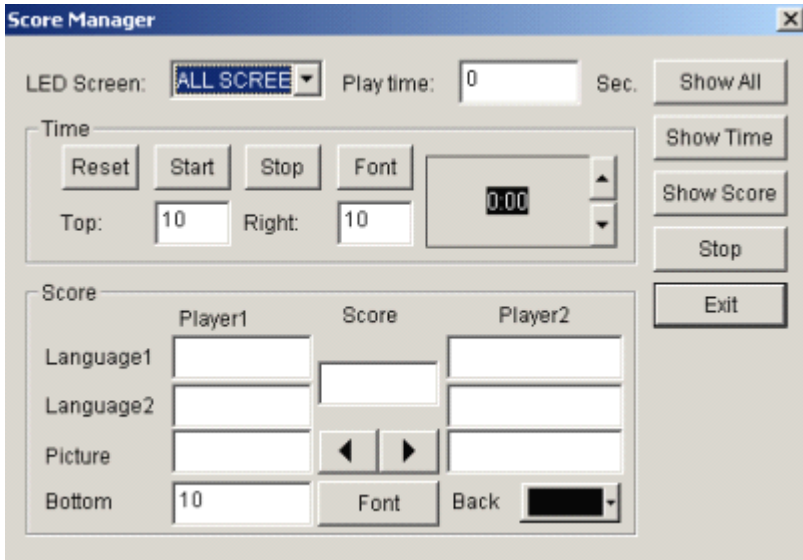 Score Manager
LED Screen: ALL SCREE Play time: 0 Sec. Show All
Time
Show Time
Reset Start Stop Font
0:00
Show Score
Top: 10 Right: 10
Stop
Score
Exit
Player1 Score Player2
Language1
Language2
Picture
Bottom 10 Font Back